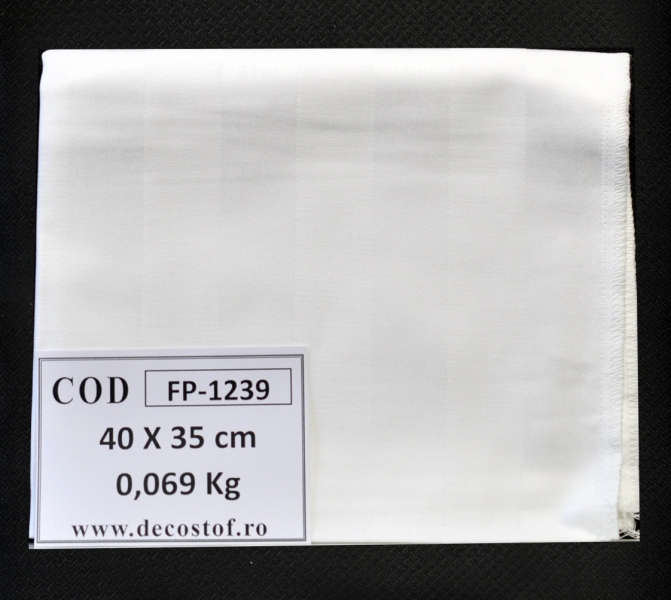 COD FP-1239
40 X 35 cm
0,069 Kg
www.decostof.ro